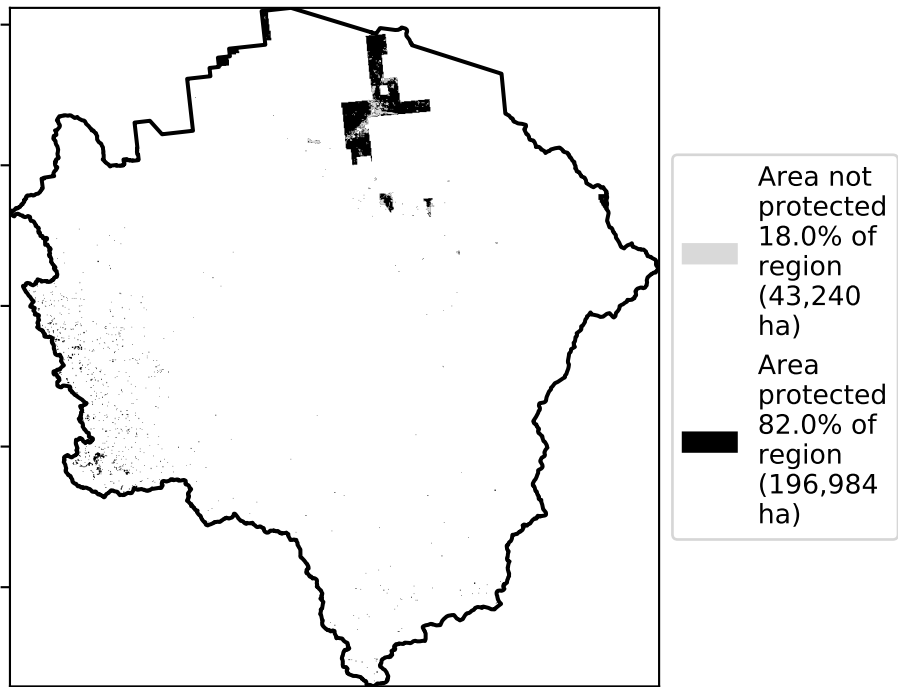 Area not
protected
18.0% of
region
(43,240
ha)
Area
protected
82.0% of
region
(196,984
ha)